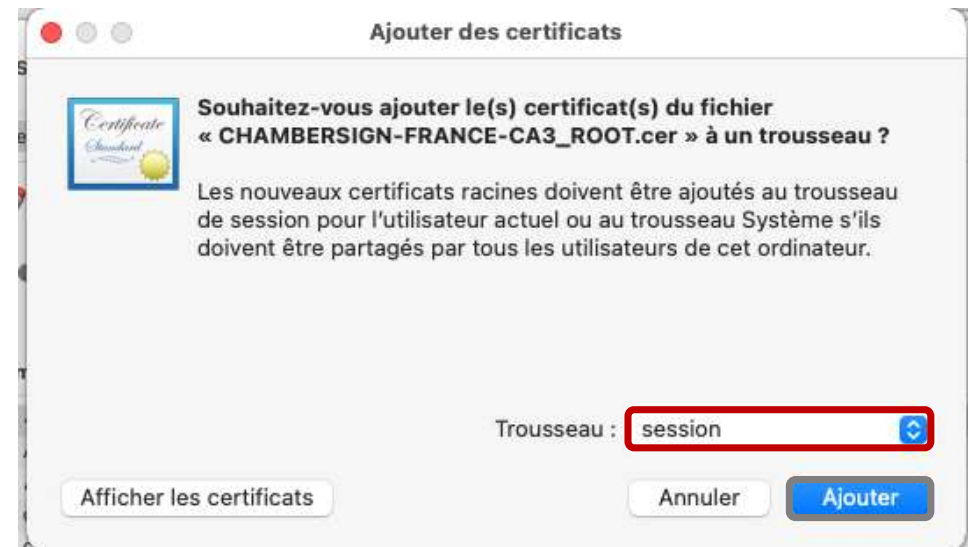 Ajouter des certificats
Certificate
Standard
Souhaitez-vous ajouter le(s) certificat(s) du fichier
« CHAMBERSIGN-FRANCE-CA3_ROOT.cer » à un trousseau ?
Les nouveaux certificats racines doivent être ajoutés au trousseau
de session pour l’utilisateur actuel ou au trousseau Système s’ils
doivent être partagés par tous les utilisateurs de cet ordinateur.
Trousseau : session
Afficher les certificats Annuler Ajouter